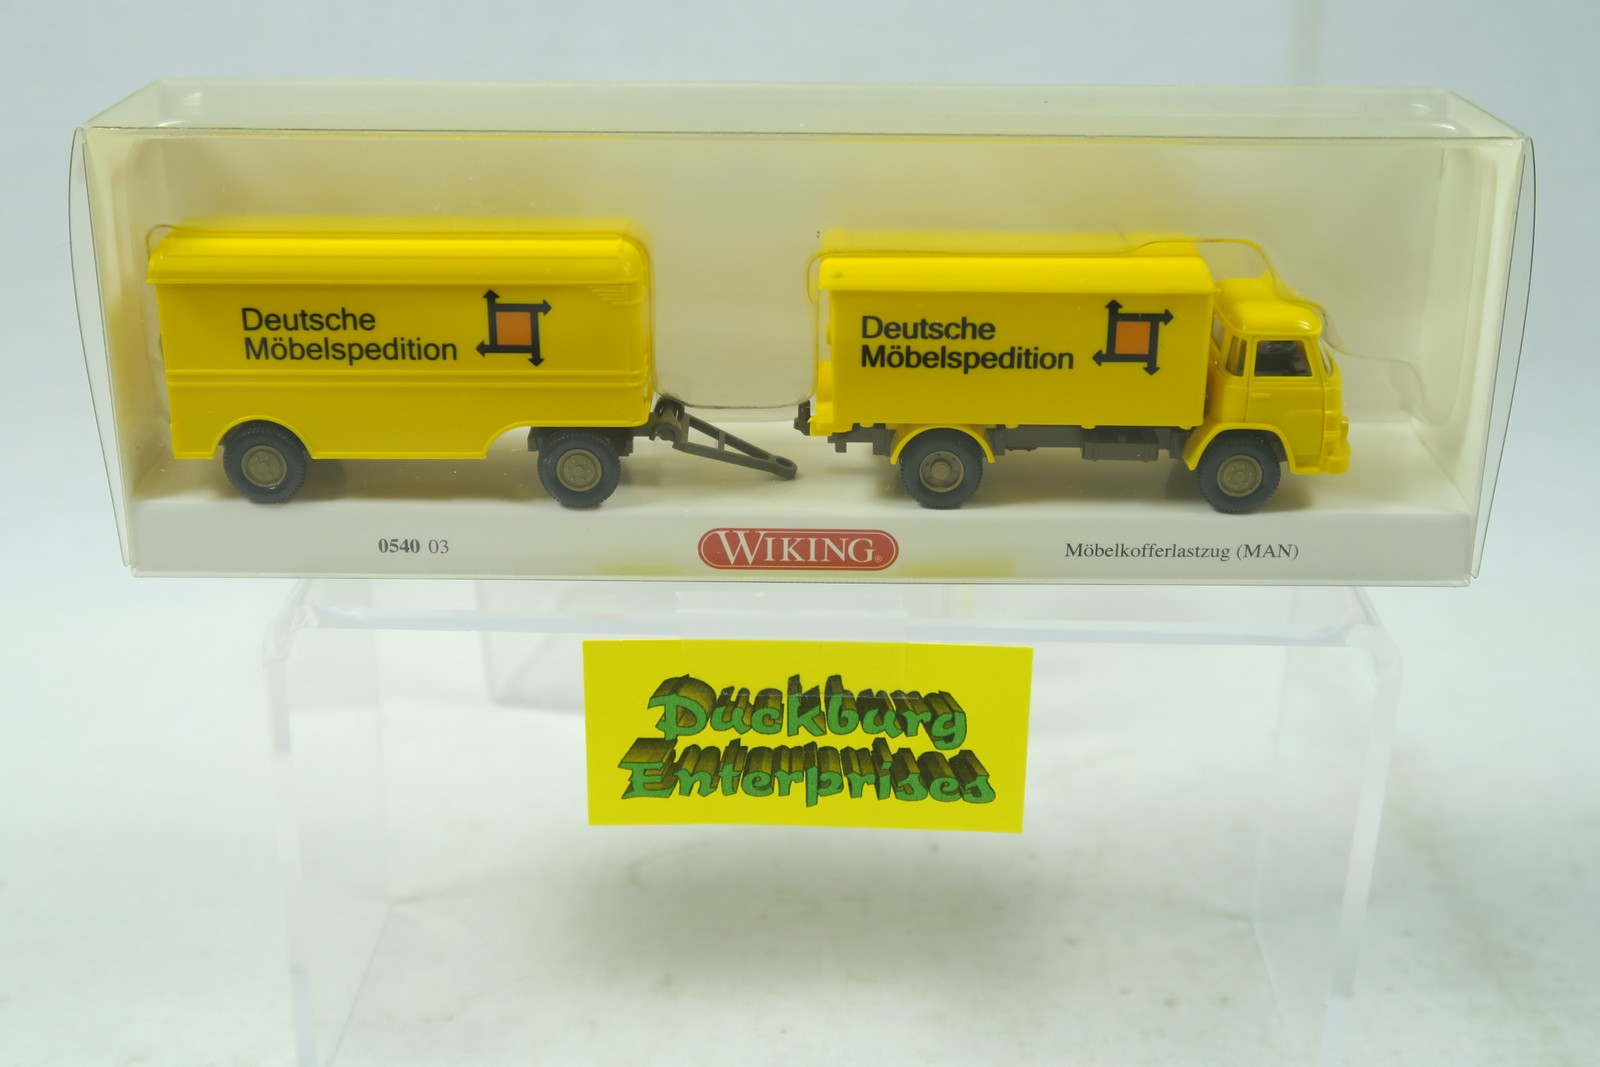 Deutsche
Möbelspedition
Deutsche
Möbelspedition
0540 03
WIKING®
Möbelkofferlastzug (MAN)
Duckburg
Enterprises